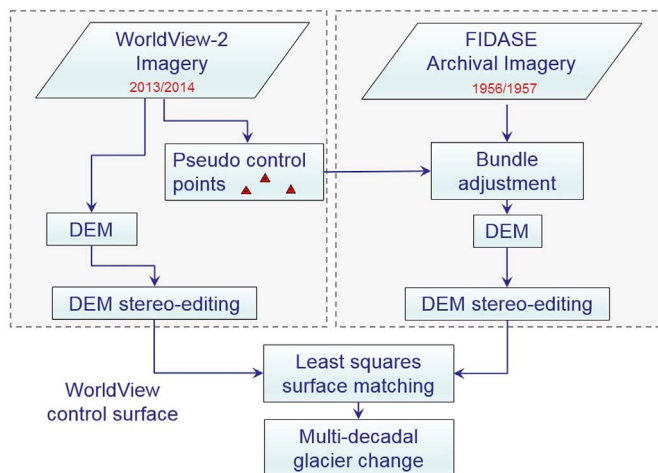 WorldView-2
Imagery
2013/2014
FIDASE
Archival Imagery
1956/1957
Pseudo control
points
Bundle
adjustment
DEM
DEM
DEM stereo-editing
DEM stereo-editing
Least squares
surface matching
WorldView
control surface
Multi-decadal
glacier change